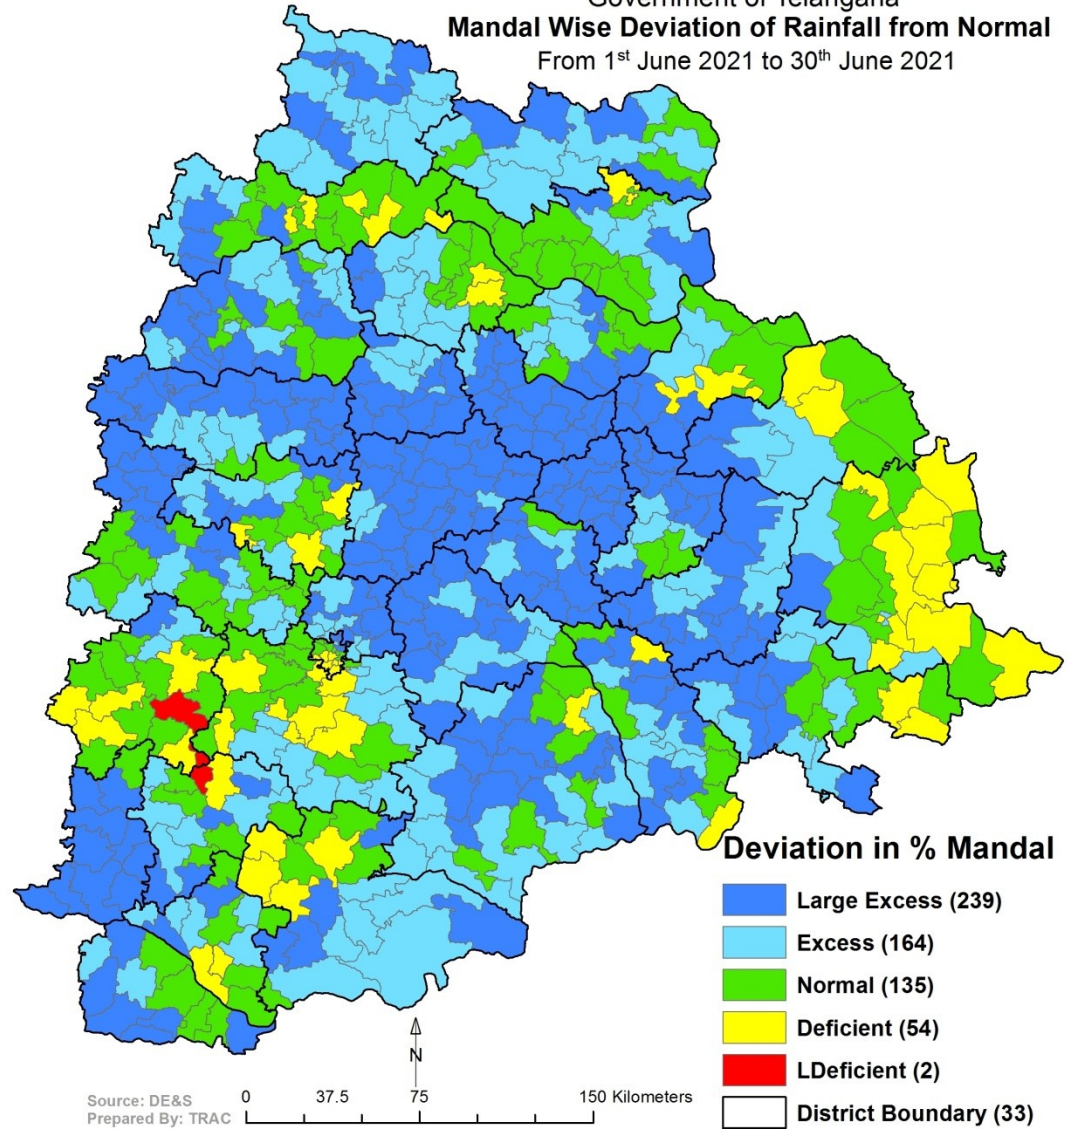 Government of Telangana
Mandal Wise Deviation of Rainfall from Normal
From 1st June 2021 to 30th June 2021
Deviation in % Mandal
Large Excess (239)
Excess (164)
Normal (135)
Deficient (54)
LDeficient (2)
District Boundary (33)
N
Source: DE&S
Prepared By: TRAC
0 37.5 75 150 Kilometers